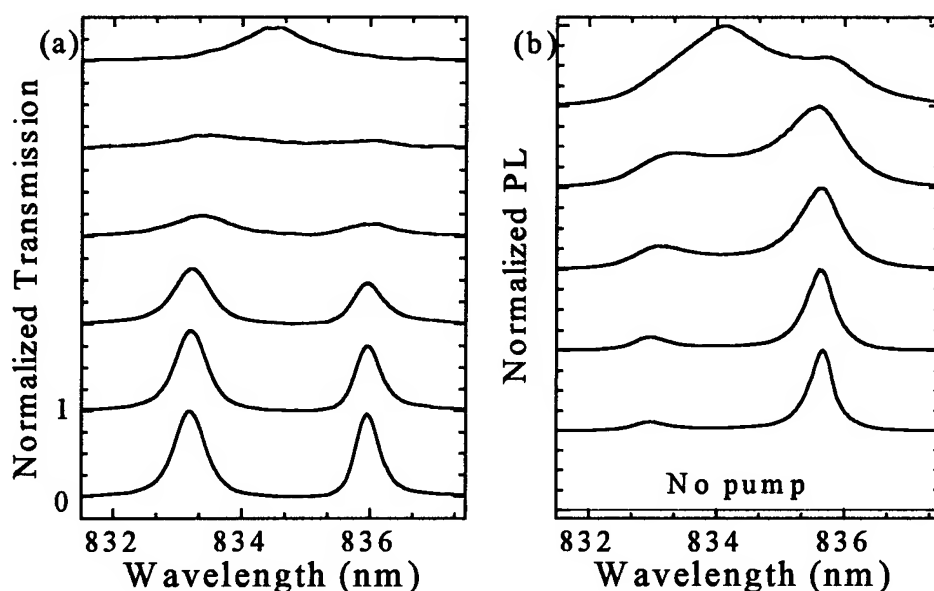 (a)
Normalized Transmission
1
0
832 834 836
Wavelength (nm)
(b)
Normalized PL
No pump
832 834 836
Wavelength (nm)